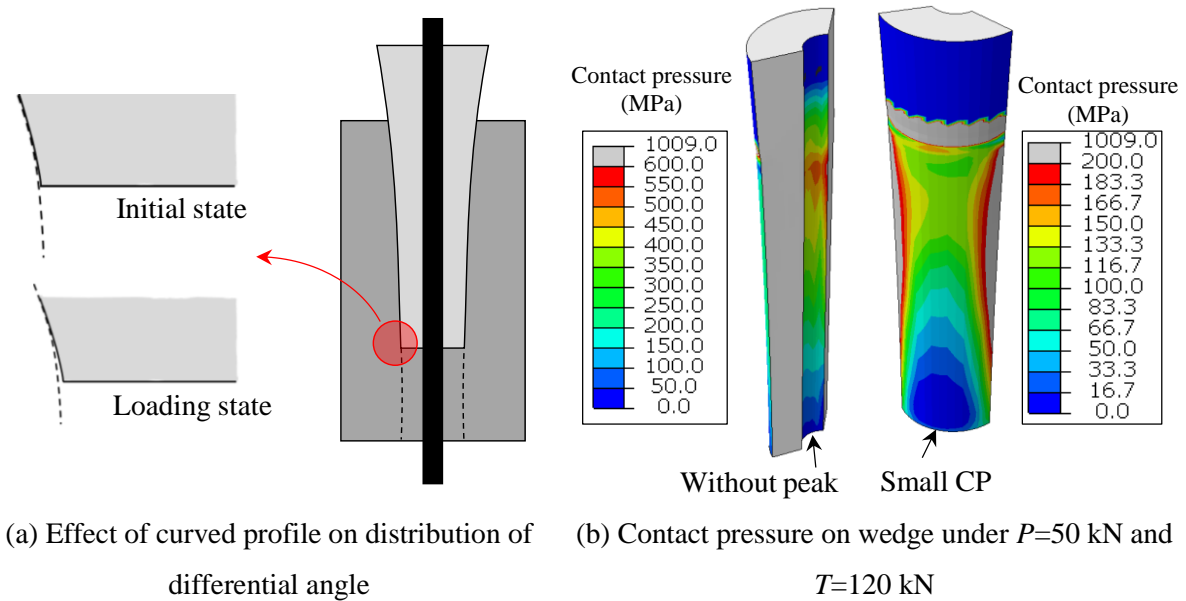 Initial state
Loading state
Contact pressure
(MPa)
1009.0
600.0
550.0
500.0
450.0
400.0
350.0
300.0
250.0
200.0
150.0
100.0
50.0
0.0
Without peak
Contact pressure
(MPa)
1009.0
200.0
183.3
166.7
150.0
133.3
116.7
100.0
83.3
66.7
50.0
33.3
16.7
0.0
Small CP
(a) Effect of curved profile on distribution of
differential angle
(b) Contact pressure on wedge under P=50 kN and
T=120 kN